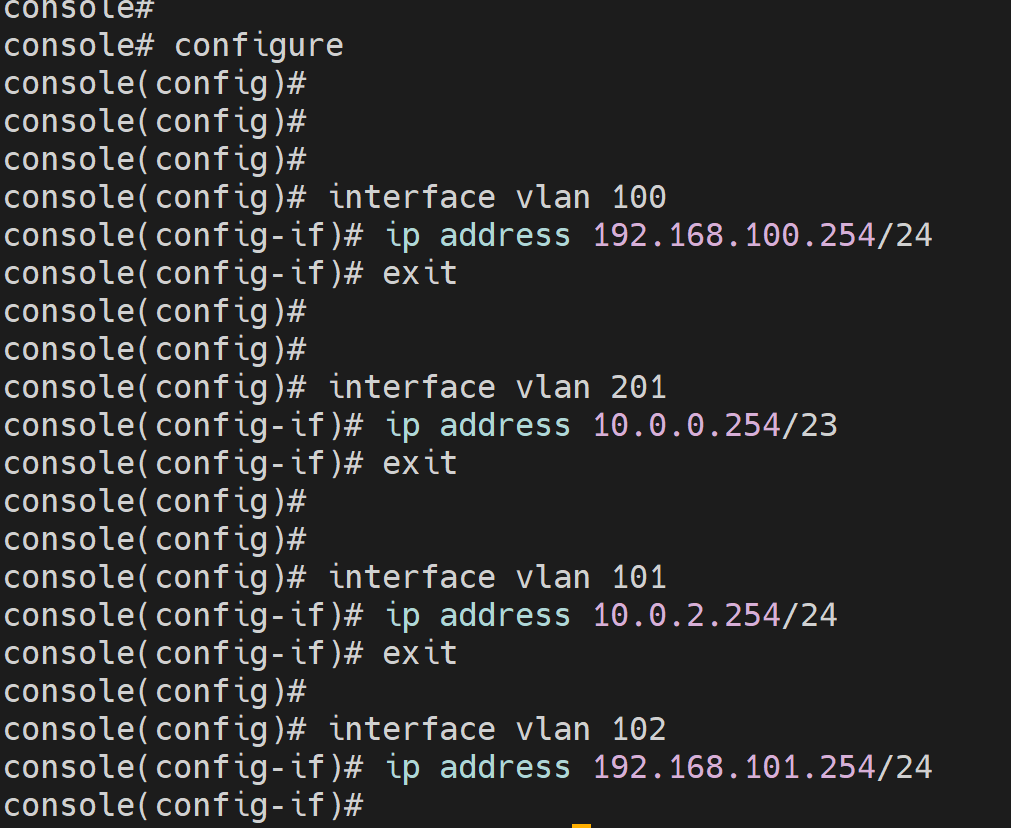 console#
console# configure
console(config)#
console(config)#
console(config)#
console(config)# interface vlan 100
console(config-if)# ip address 192.168.100.254/24
console(config-if)# exit
console(config)#
console(config)#
console(config)# interface vlan 201
console(config-if)# ip address 10.0.0.254/23
console(config-if)# exit
console(config)#
console(config)#
console(config)# interface vlan 101
console(config-if)# ip address 10.0.2.254/24
console(config-if)# exit
console(config)#
console(config)# interface vlan 102
console(config-if)# ip address 192.168.101.254/24
console(config-if)#